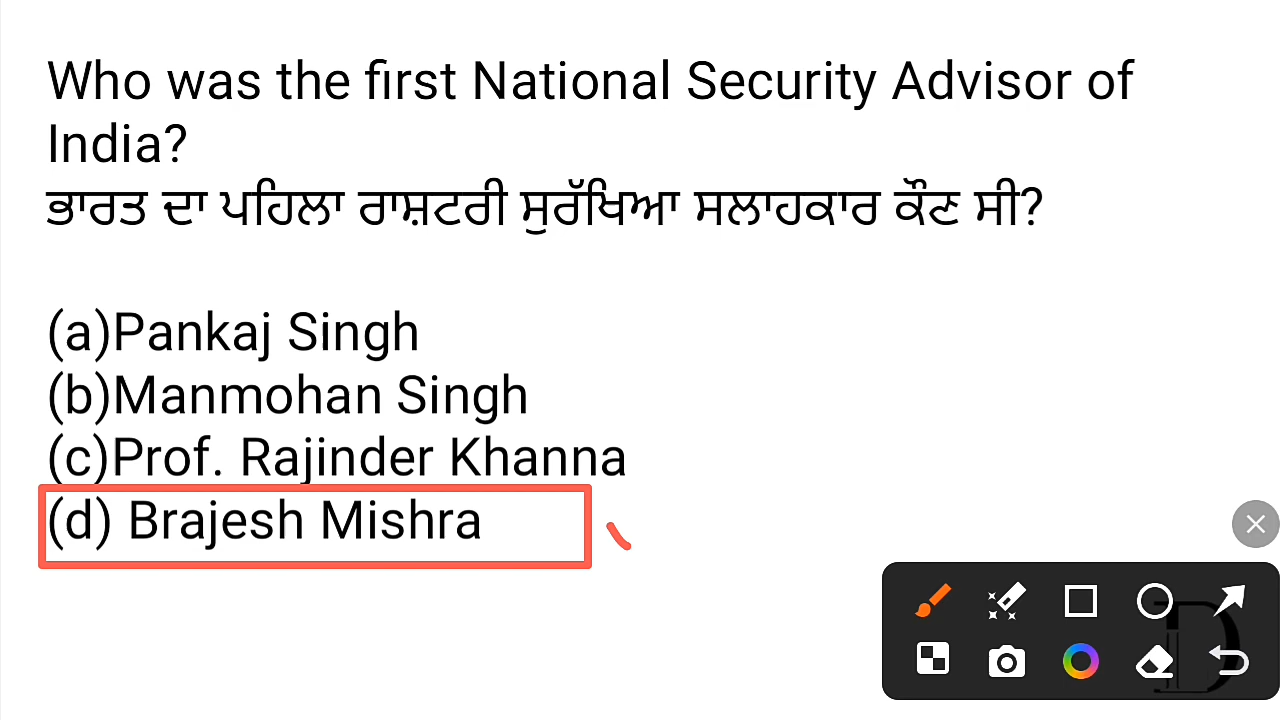 Who was the first National Security Advisor of
India?
ਭਾਰਤ ਦਾ ਪਹਿਲਾ ਰਾਸ਼ਟਰੀ ਸੁਰੱਖਿਆ ਸਲਾਹਕਾਰ ਕੌਣ ਸੀ?
(a)Pankaj Singh
(b)Manmohan Singh
(c)Prof. Rajinder Khanna
(d) Brajesh Mishra